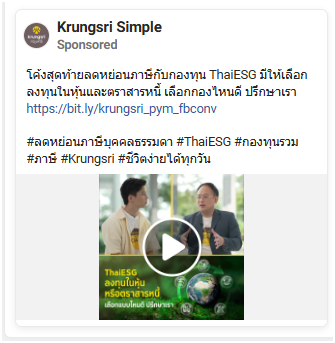 Krungsri Simple
Sponsored
โค้งสุดท้ายลดหย่อนภาษีกับกองทุน ThaiESG มีให้เลือก
ลงทุนในหุ้นและตราสารหนี้ เลือกกองไหนดี ปรึกษาเรา
https://bit.ly/krungsri_pym_fbconv
#ลดหย่อนภาษีบุคคลธรรมดา #ThaiESG #กองทุนรวม
#ภาษี #Krungsri #ชีวิตง่ายได้ทุกวัน
ThaiESG
ลงทุนในหุ้น
หรือตราสารหนี้
เลือกแบบไหนดี ปรึกษาเรา